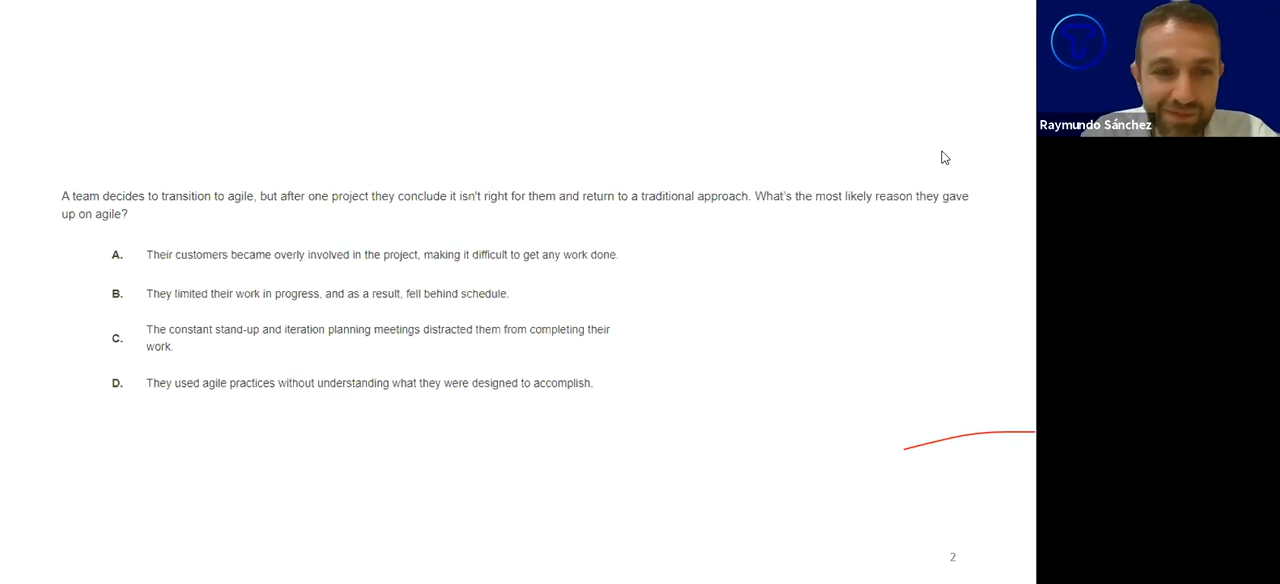 A team decides to transition to agile, but after one project they conclude it isn't right for them and return to a traditional approach. What's the most likely reason they gave
up on agile?
A. Their customers became overly involved in the project, making it difficult to get any work done.
B. They limited their work in progress, and as a result, fell behind schedule.
C. The constant stand-up and iteration planning meetings distracted them from completing their
work.
D. They used agile practices without understanding what they were designed to accomplish.
2
Raymundo Sánchez